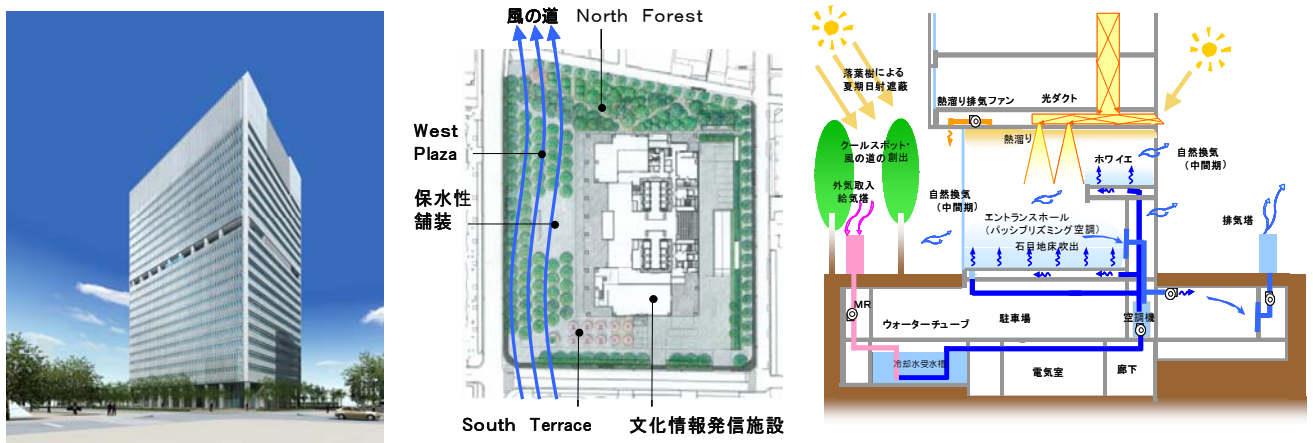 風の道 North Forest
West
Plaza
保水性
舗装
South Terrace
文化情報発信施設
落葉樹による
夏期日射遮蔽
熱溜り排気ファン
光ダクト
熱溜り
クールスポット・
風の道の創出
ホワイエ
自然換気
(中間期)
外気取入
給気塔
自然換気
(中間期)
エントランスホール
(パッシブリズミング空調)
石目地床吹出
排気塔
MR
ウォーターチューブ
駐車場
空調機
冷却水受水槽
電気室
廊下